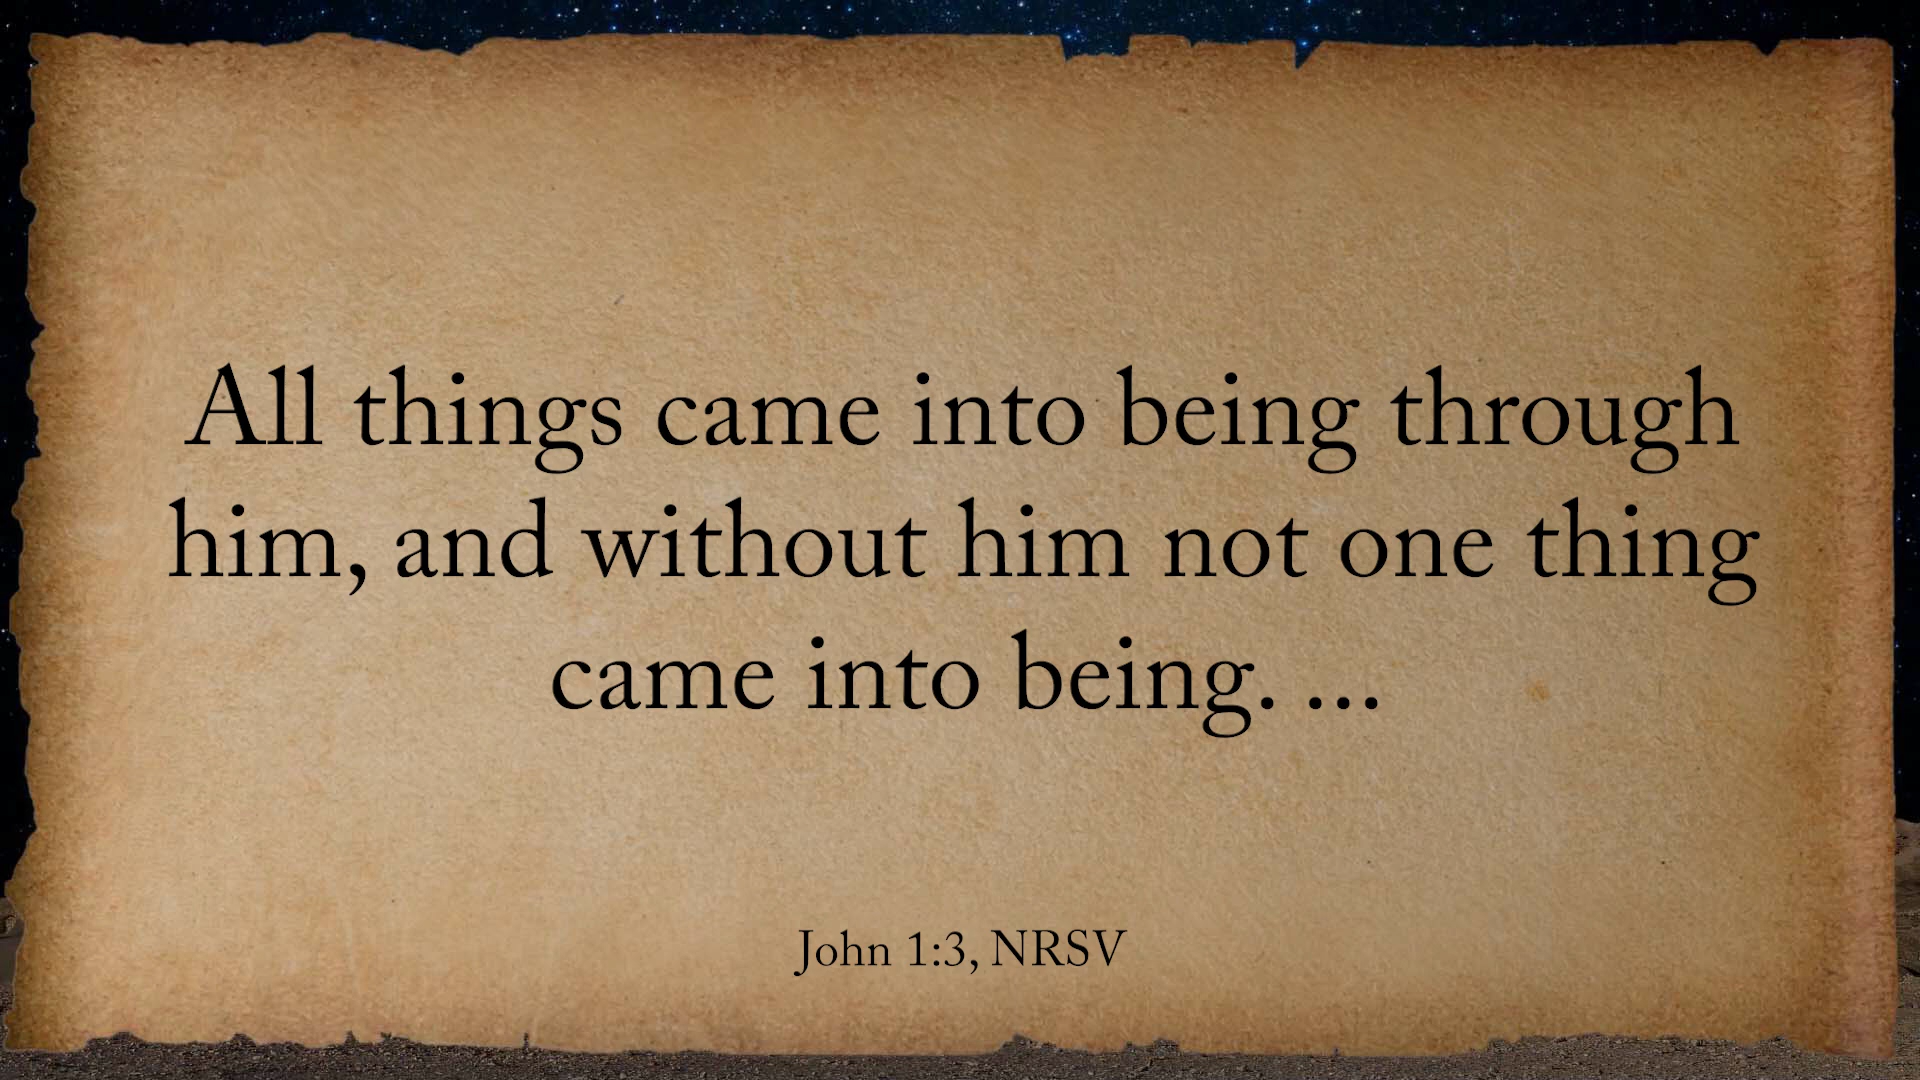 All things came into being through
him, and without him not one thing
came into being. ...
John 1:3, NRSV